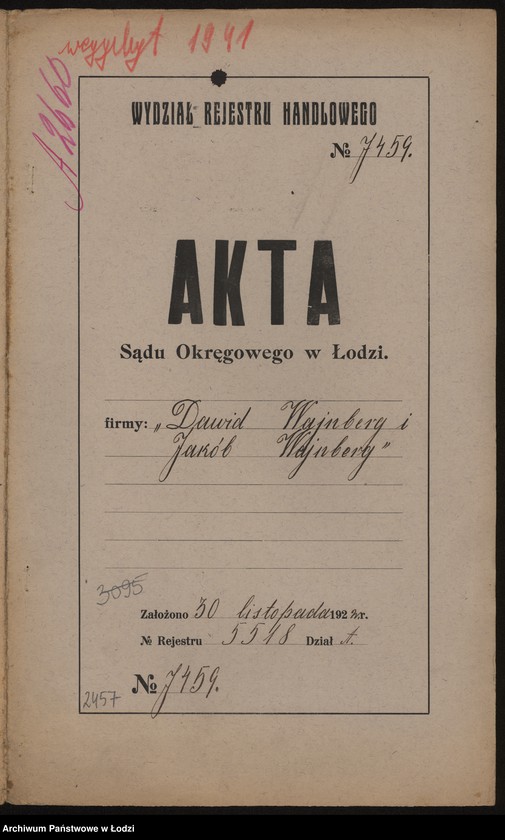 1941
A 2660
WYDZIAŁ REJESTRU HANDLOWEGO
№ 7459.
AKTA
Sądu Okręgowego w Łodzi.
firmy: „Dawid Wajnberg i
Jakób Wajnberg"
3095
Założono 30 listopada 192 r.
№ Rejestru 5518 Dział A.
№ 7459.
2457
Archiwum Państwowe w Łodzi